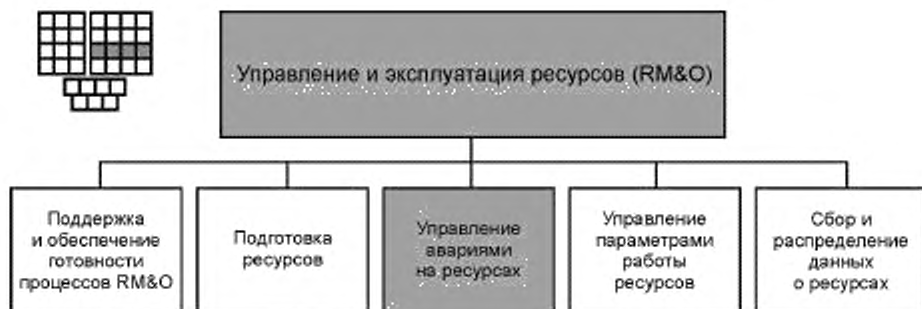 Управление и эксплуатация ресурсов (RM&O)
Поддержка
и обеспечение
готовности
процессов RM&O
Подготовка
ресурсов
Управление
авариями
на ресурсах
Управление
параметрами
работы
ресурсов
Сбор и
распределение
данных
о ресурсах